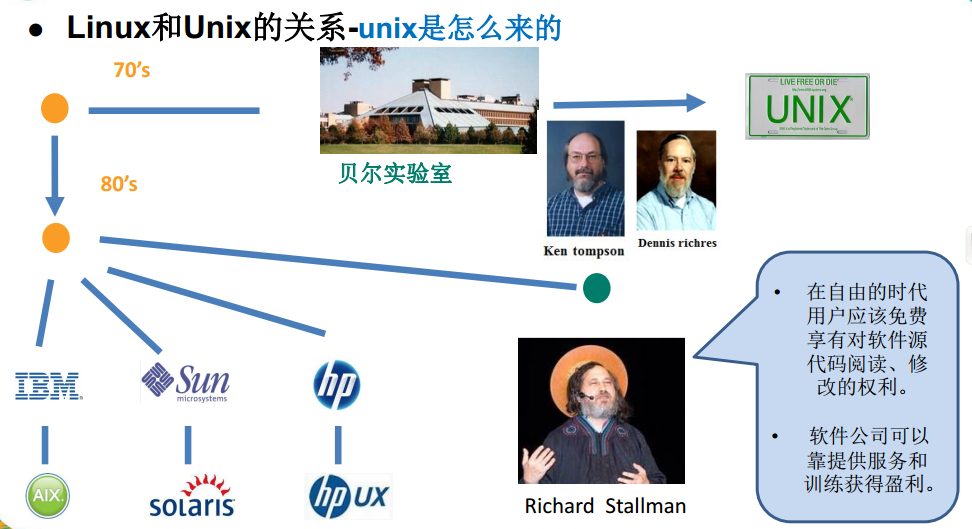 Linux和Unix的关系-unix是怎么来的
70's
贝尔实验室
LIVE FREE OR DIE
UNIX
Ken tompson
Dennis richres
80's
在自由的时代
用户应该免费
享有对软件源
代码阅读、修
改的权利。
软件公司可以
靠提供服务和
训练获得盈利。
IBM
Sun
microsystems
hp
AIX
solaris
hp UX
Richard Stallman